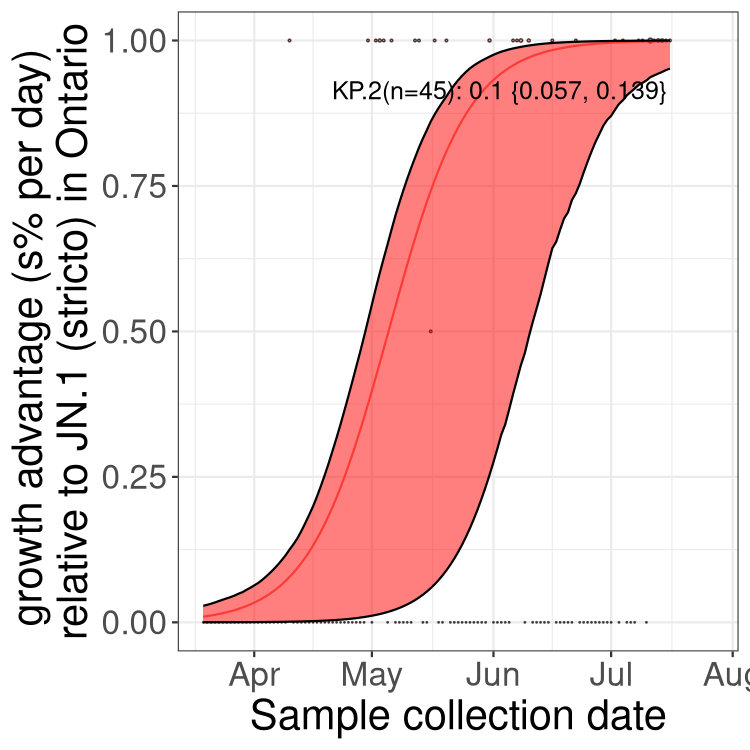 growth advantage (s% per day)
relative to JN.1 (stricto) in Ontario
1.00
0.75
0.50
0.25
0.00
KP.2(n=45): 0.1 {0.057, 0.139}
Apr May Jun Jul Aug
Sample collection date